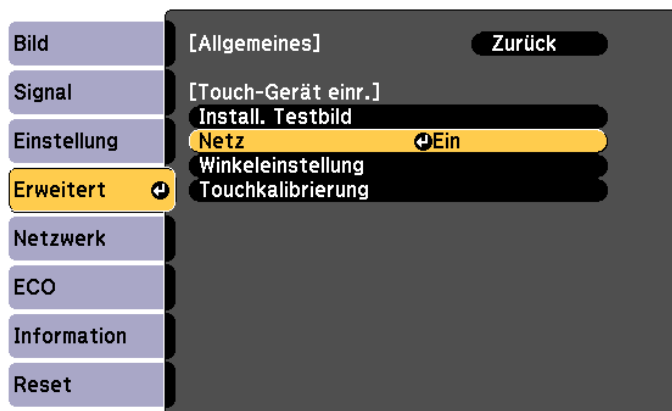 Bild
Signal
Einstellung
Erweitert
Netzwerk
ECO
Information
Reset
[Allgemeines] Zurück
[Touch-Gerät einr.]
Install. Testbild
Netz Ein
Winkeleinstellung
Touchkalibrierung